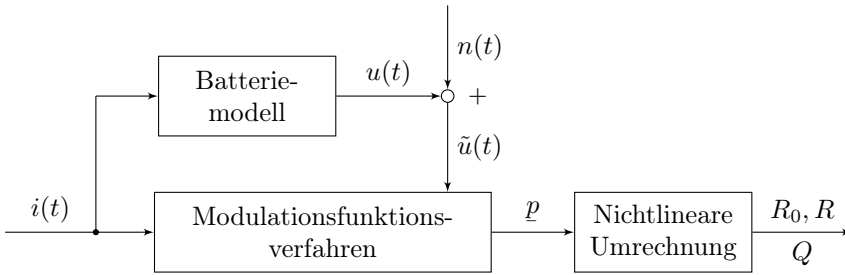 n(t)
Batterie-
modell
u(t)
+
ũ(t)
i(t)
Modulationsfunktions-
verfahren
p̲
Nichtlineare
Umrechnung
R₀, R
Q